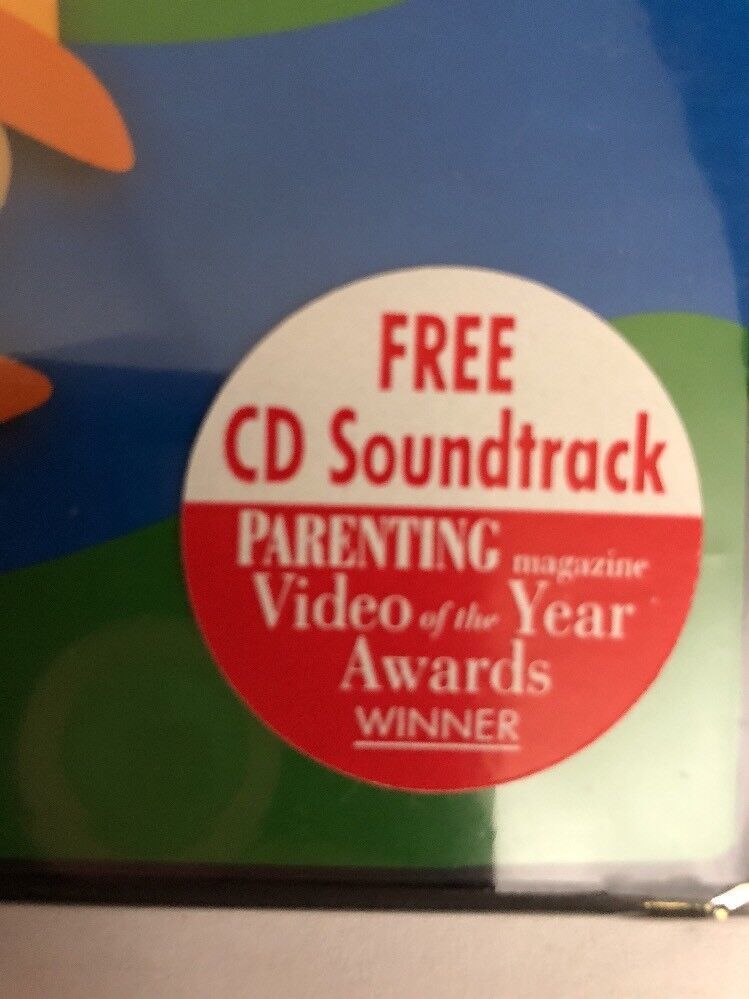 FREE
CD Soundtrack
PARENTING magazine
Video of the Year
Awards
WINNER